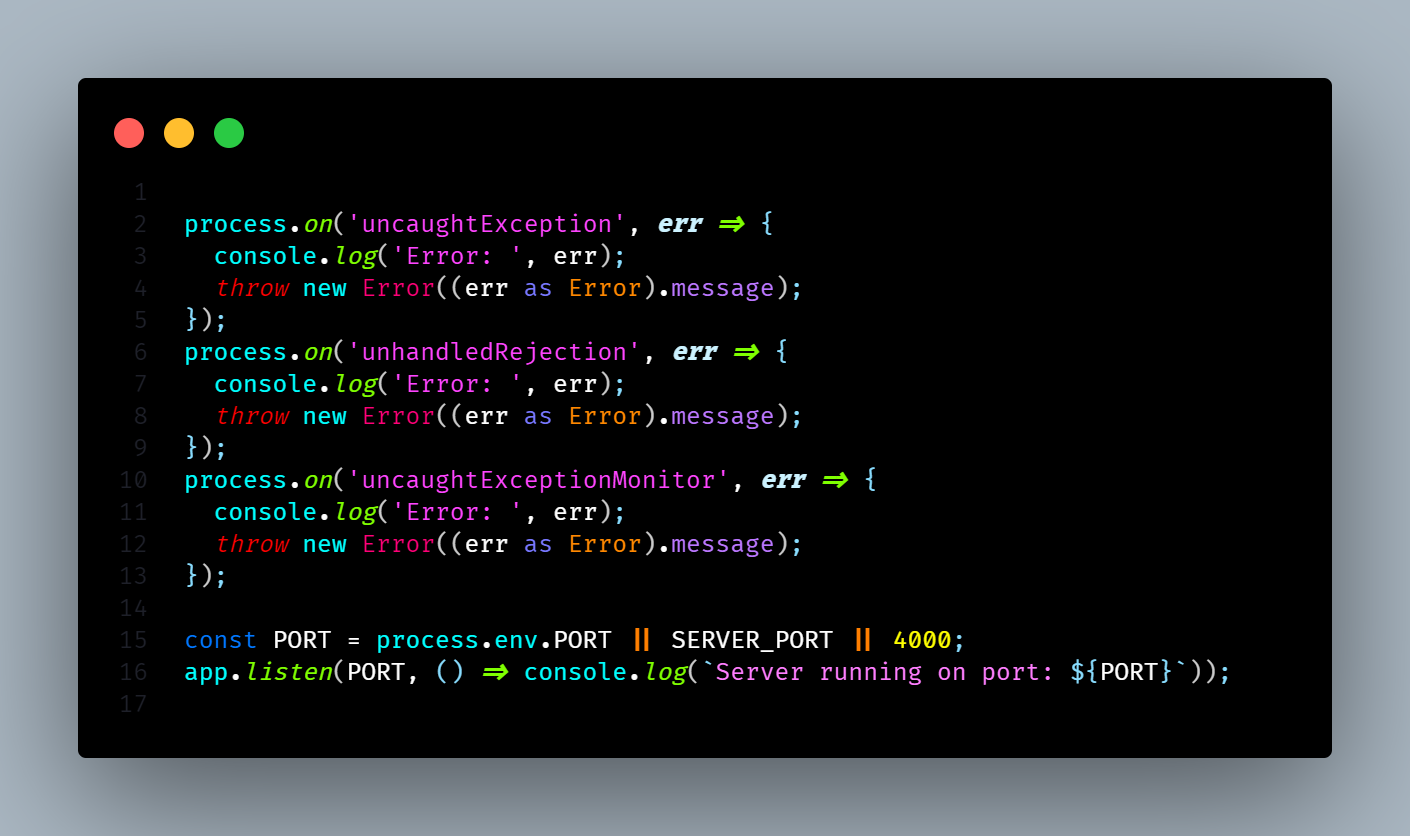 1
2 process.on('uncaughtException', err => {
3   console.log('Error: ', err);
4   throw new Error((err as Error).message);
5 });
6 process.on('unhandledRejection', err => {
7   console.log('Error: ', err);
8   throw new Error((err as Error).message);
9 });
10 process.on('uncaughtExceptionMonitor', err => {
11   console.log('Error: ', err);
12   throw new Error((err as Error).message);
13 });
14
15 const PORT = process.env.PORT || SERVER_PORT || 4000;
16 app.listen(PORT, () => console.log(`Server running on port: ${PORT}`));
17